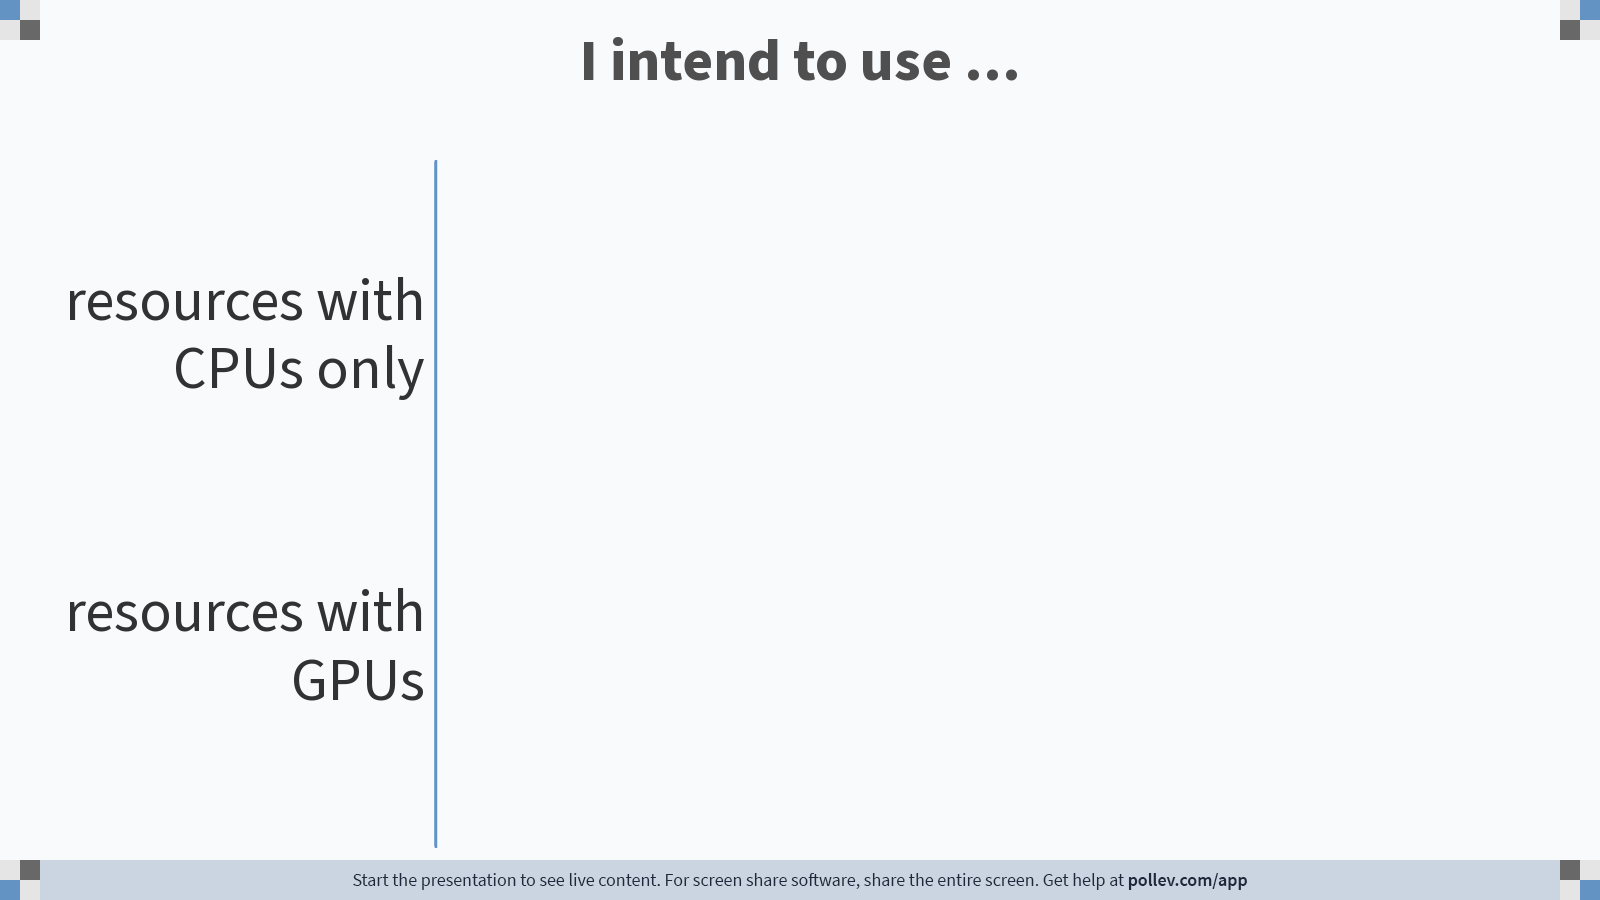 I intend to use ...
resources with
CPUs only
resources with
GPUs
Start the presentation to see live content. For screen share software, share the entire screen. Get help at pollev.com/app